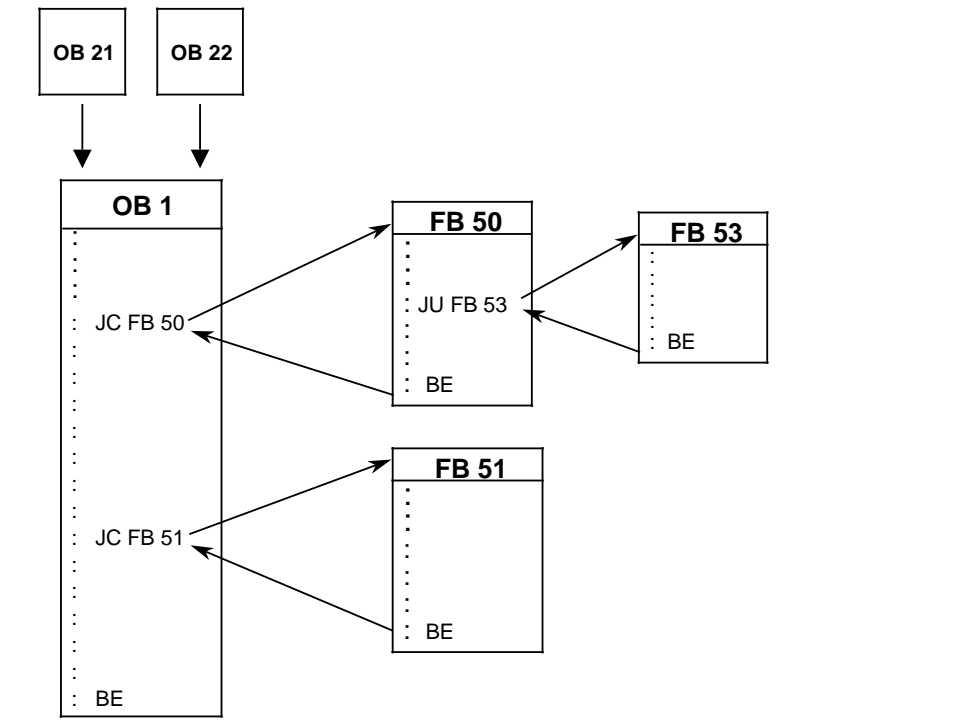 OB 21
OB 22
OB 1
: JC FB 50
: JC FB 51
: BE
FB 50
: JU FB 53
: BE
FB 53
: BE
FB 51
: BE